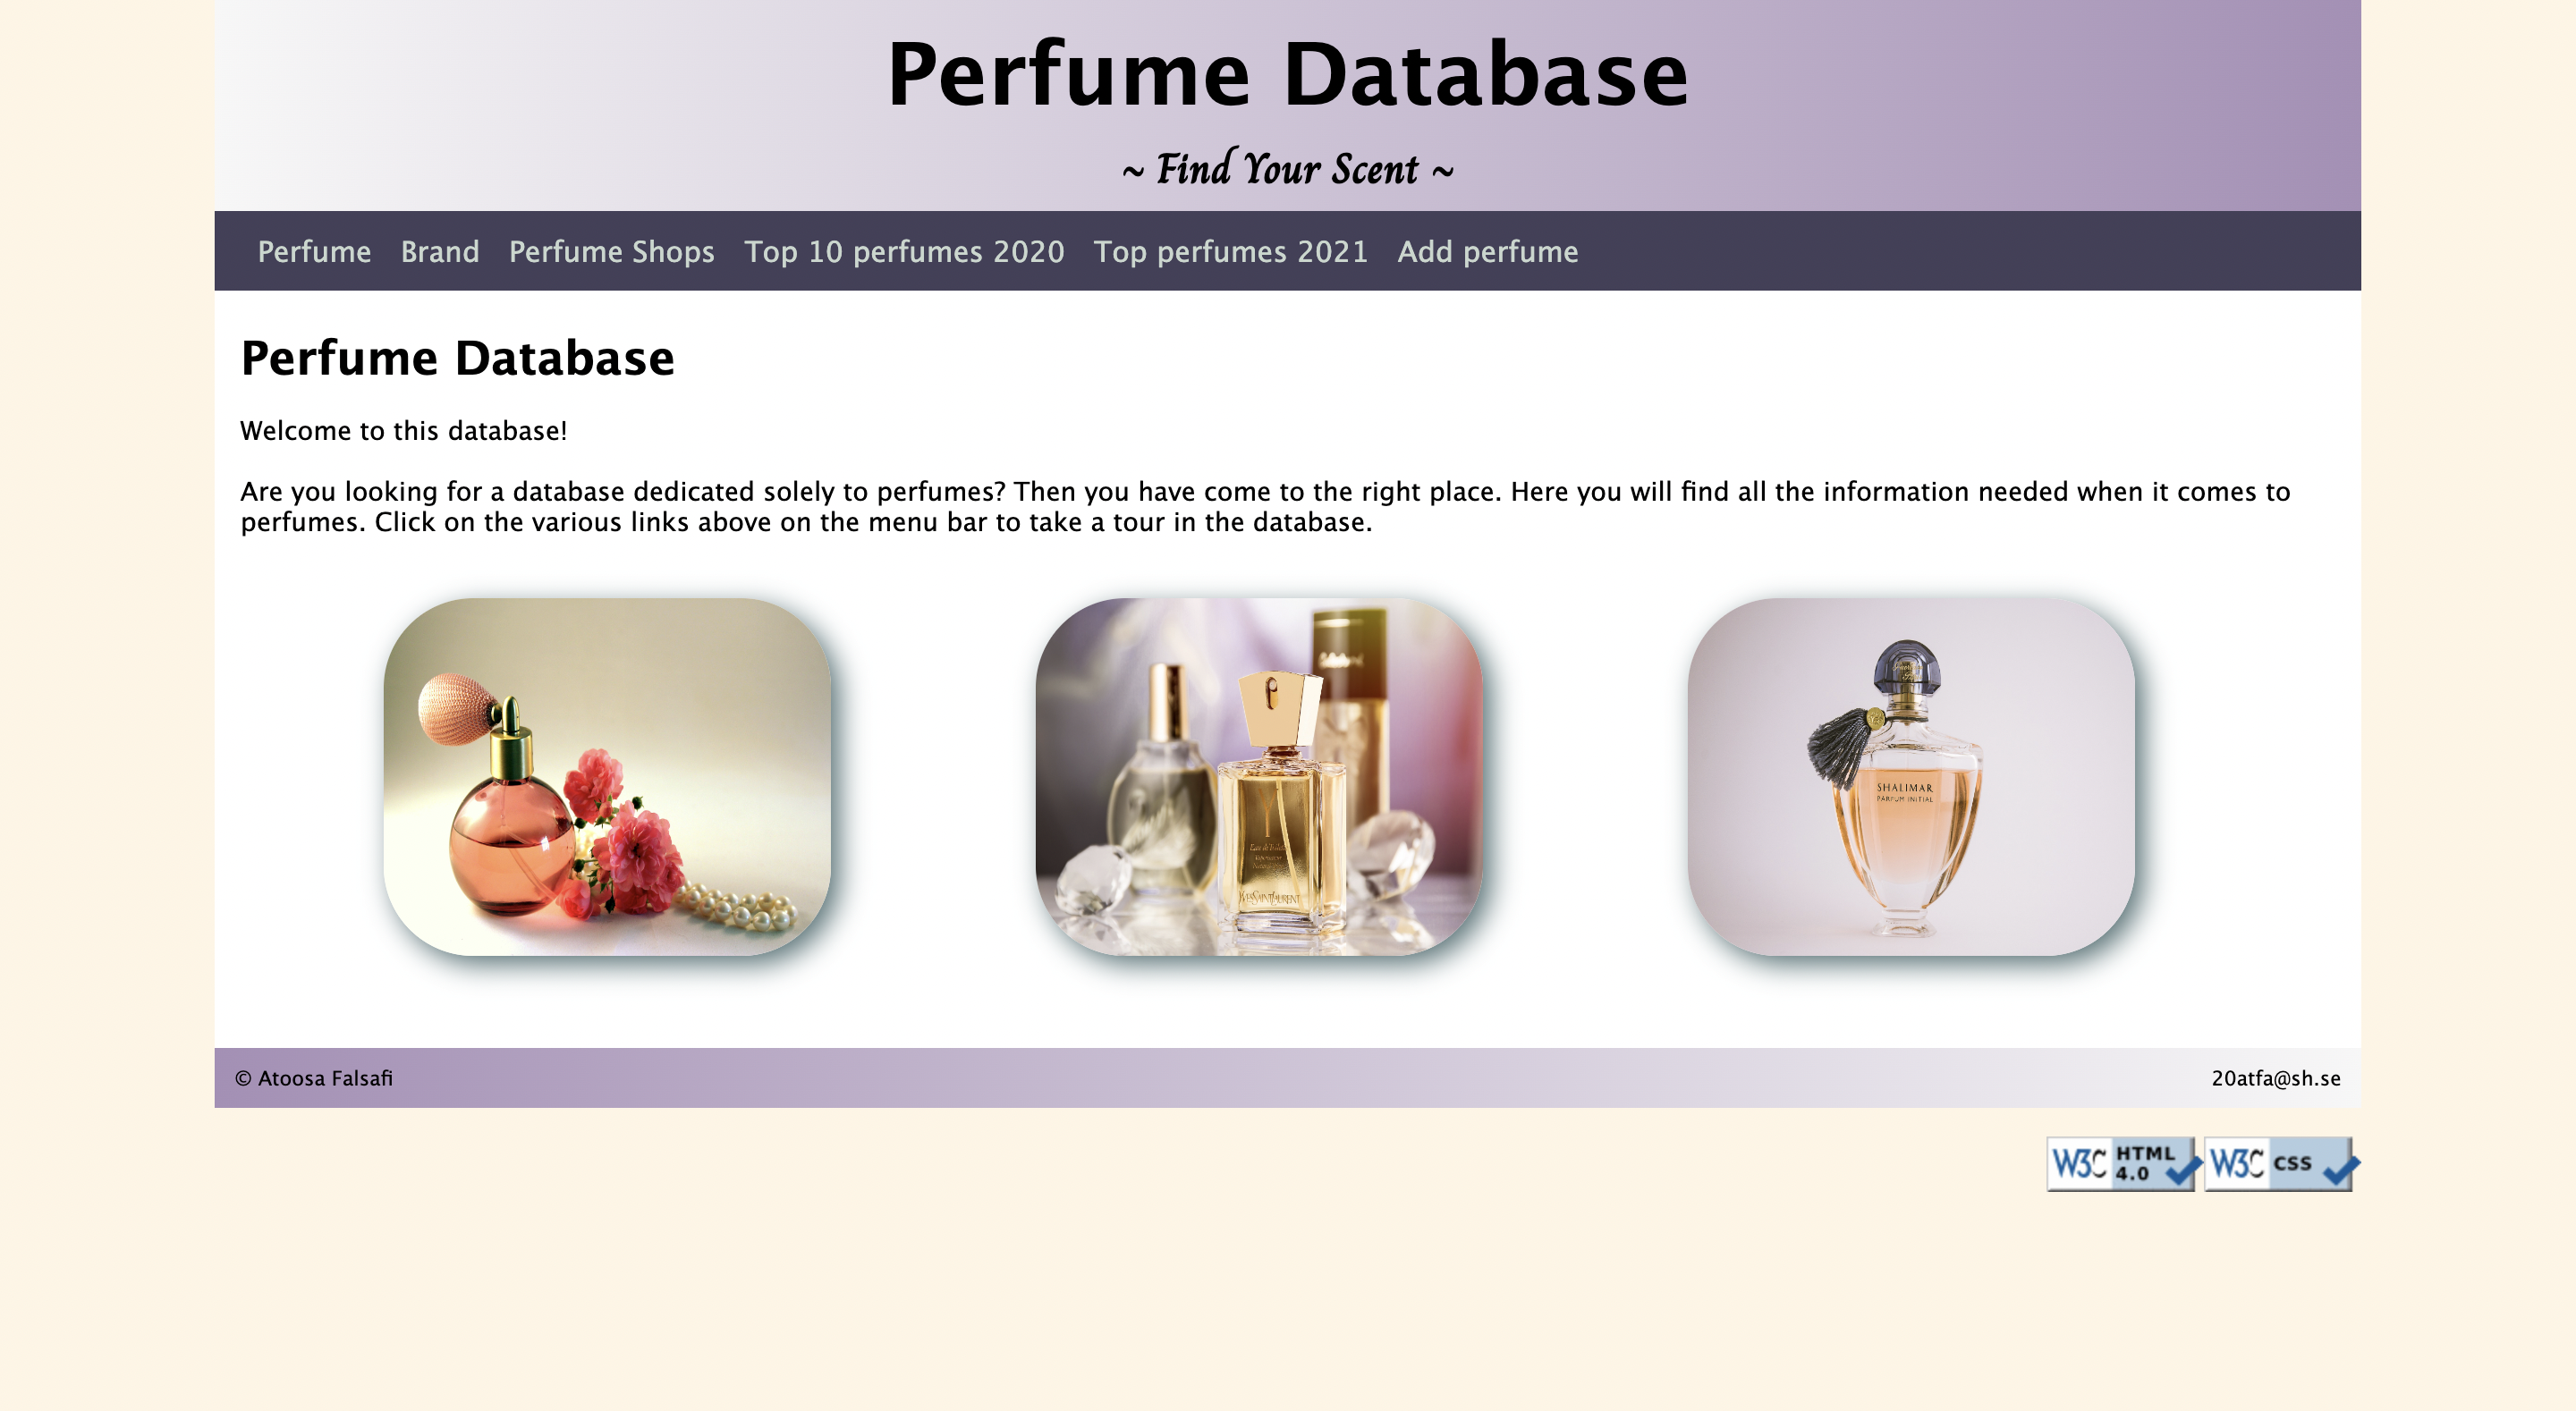 Perfume Database
~ Find Your Scent ~
Perfume Brand Perfume Shops Top 10 perfumes 2020 Top perfumes 2021 Add perfume
Perfume Database
Welcome to this database!
Are you looking for a database dedicated solely to perfumes? Then you have come to the right place. Here you will find all the information needed when it comes to
perfumes. Click on the various links above on the menu bar to take a tour in the database.
Y
YVESSAINTLAURENT
SHALIMAR
PARFUM INITIAL
© Atoosa Falsafi 20atfa@sh.se
W3C HTML 4.0 W3C CSS